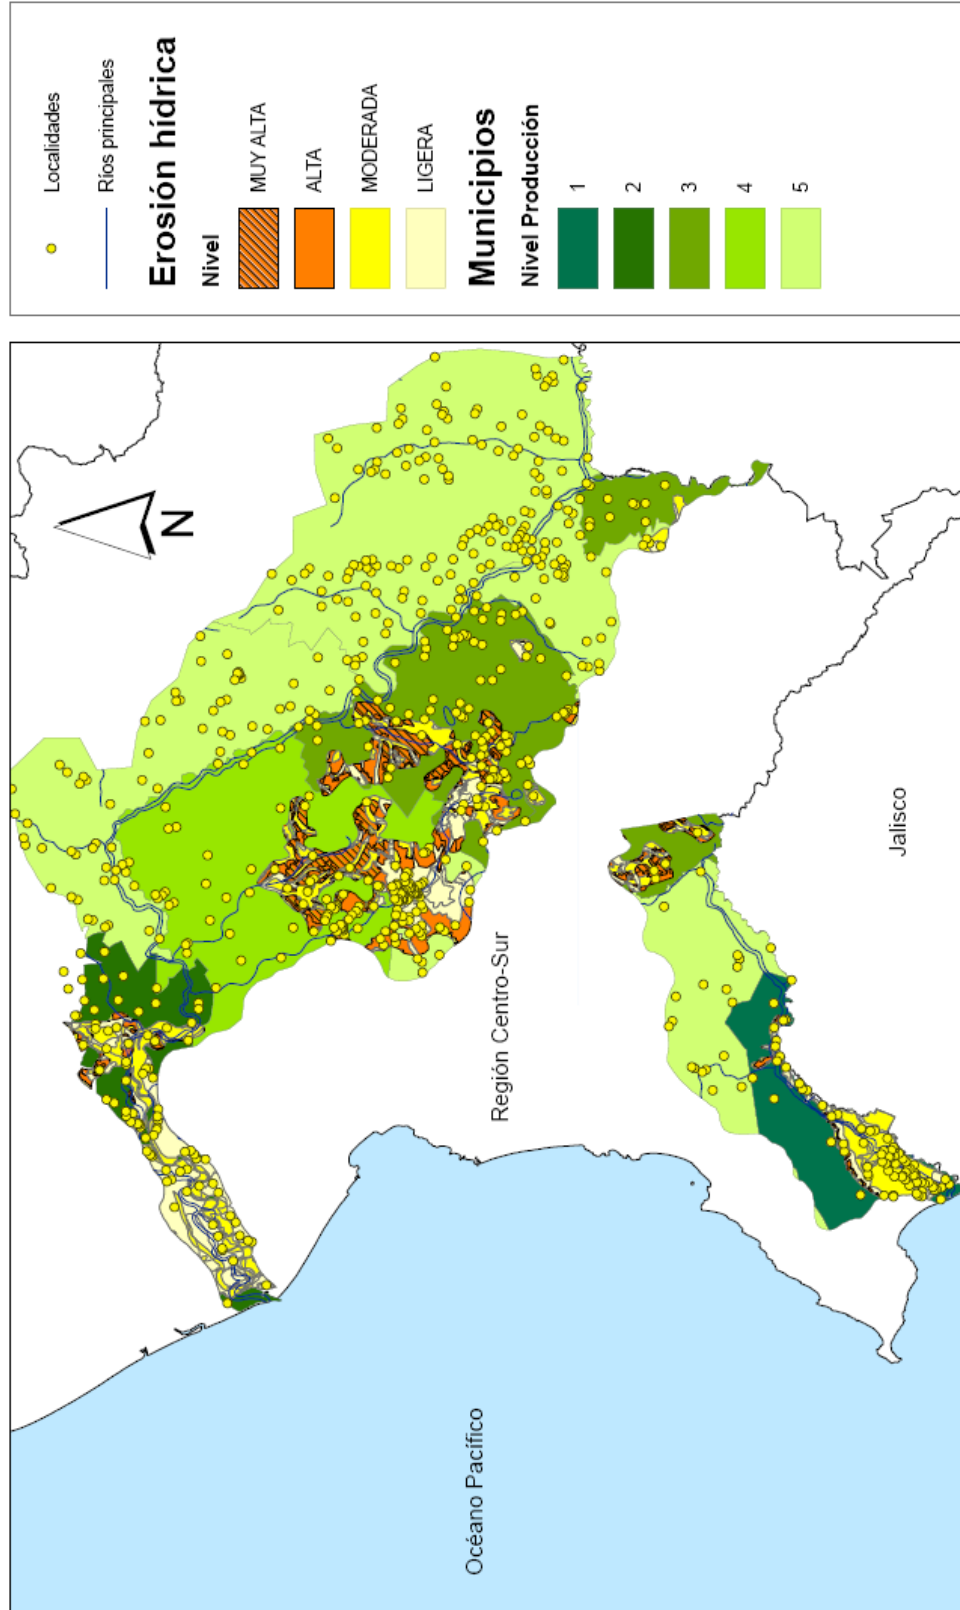 Localidades
Ríos principales
Erosión hídrica
Nivel
MUY ALTA
ALTA
MODERADA
LIGERA
Municipios
Nivel Producción
1
2
3
4
5
N
Región Centro-Sur
Jalisco
Océano Pacífico